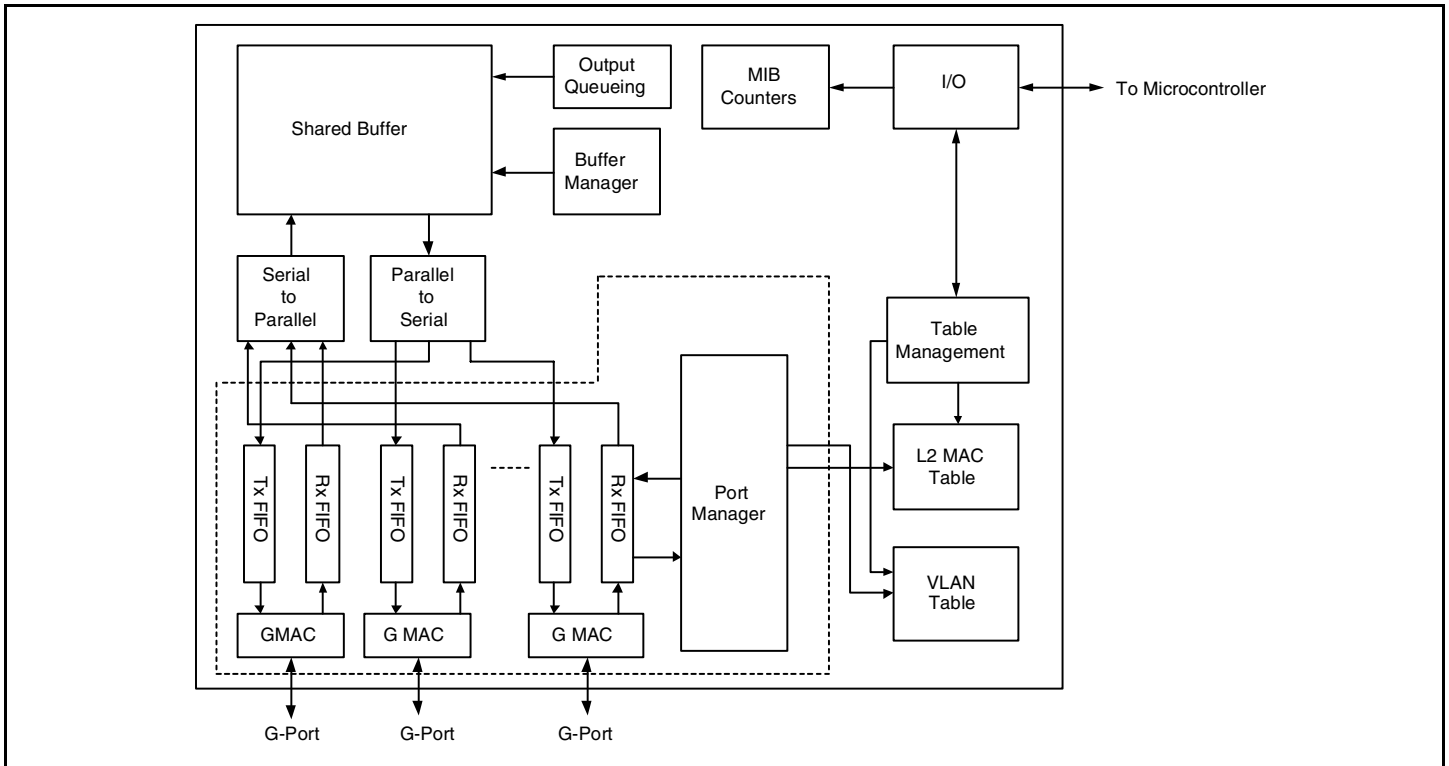 Output
Queueing
MIB
Counters
I/O
To Microcontroller
Shared Buffer
Buffer
Manager
Serial
to
Parallel
Parallel
to
Serial
Table
Management
L2 MAC
Table
VLAN
Table
Port
Manager
Tx FIFO
Rx FIFO
Tx FIFO
Rx FIFO
Tx FIFO
Rx FIFO
GMAC
G MAC
G MAC
G-Port
G-Port
G-Port